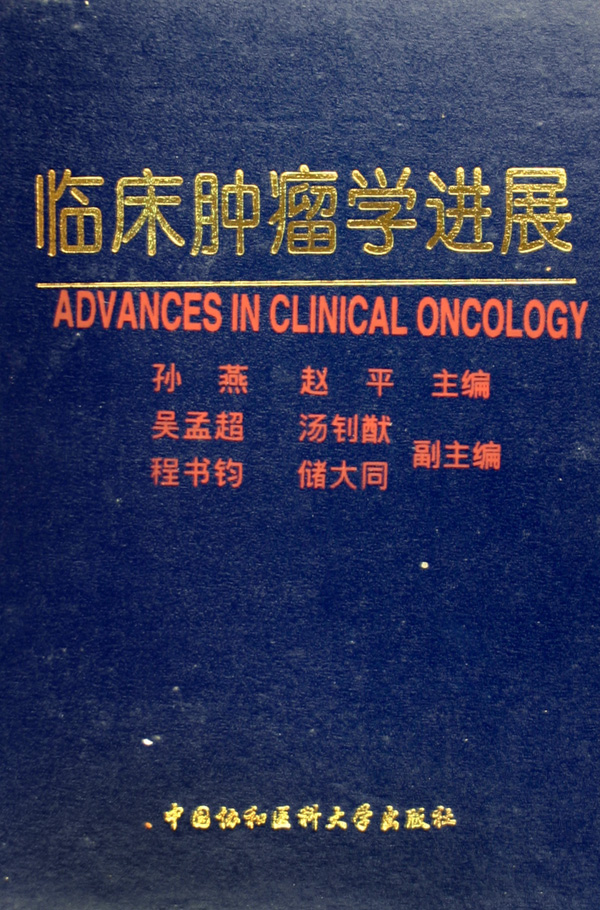 临床肿瘤学进展
ADVANCES IN CLINICAL ONCOLOGY
孙 燕 赵 平 主编
吴孟超 汤钊猷
副主编
程书钧 储大同
中国协和医科大学出版社